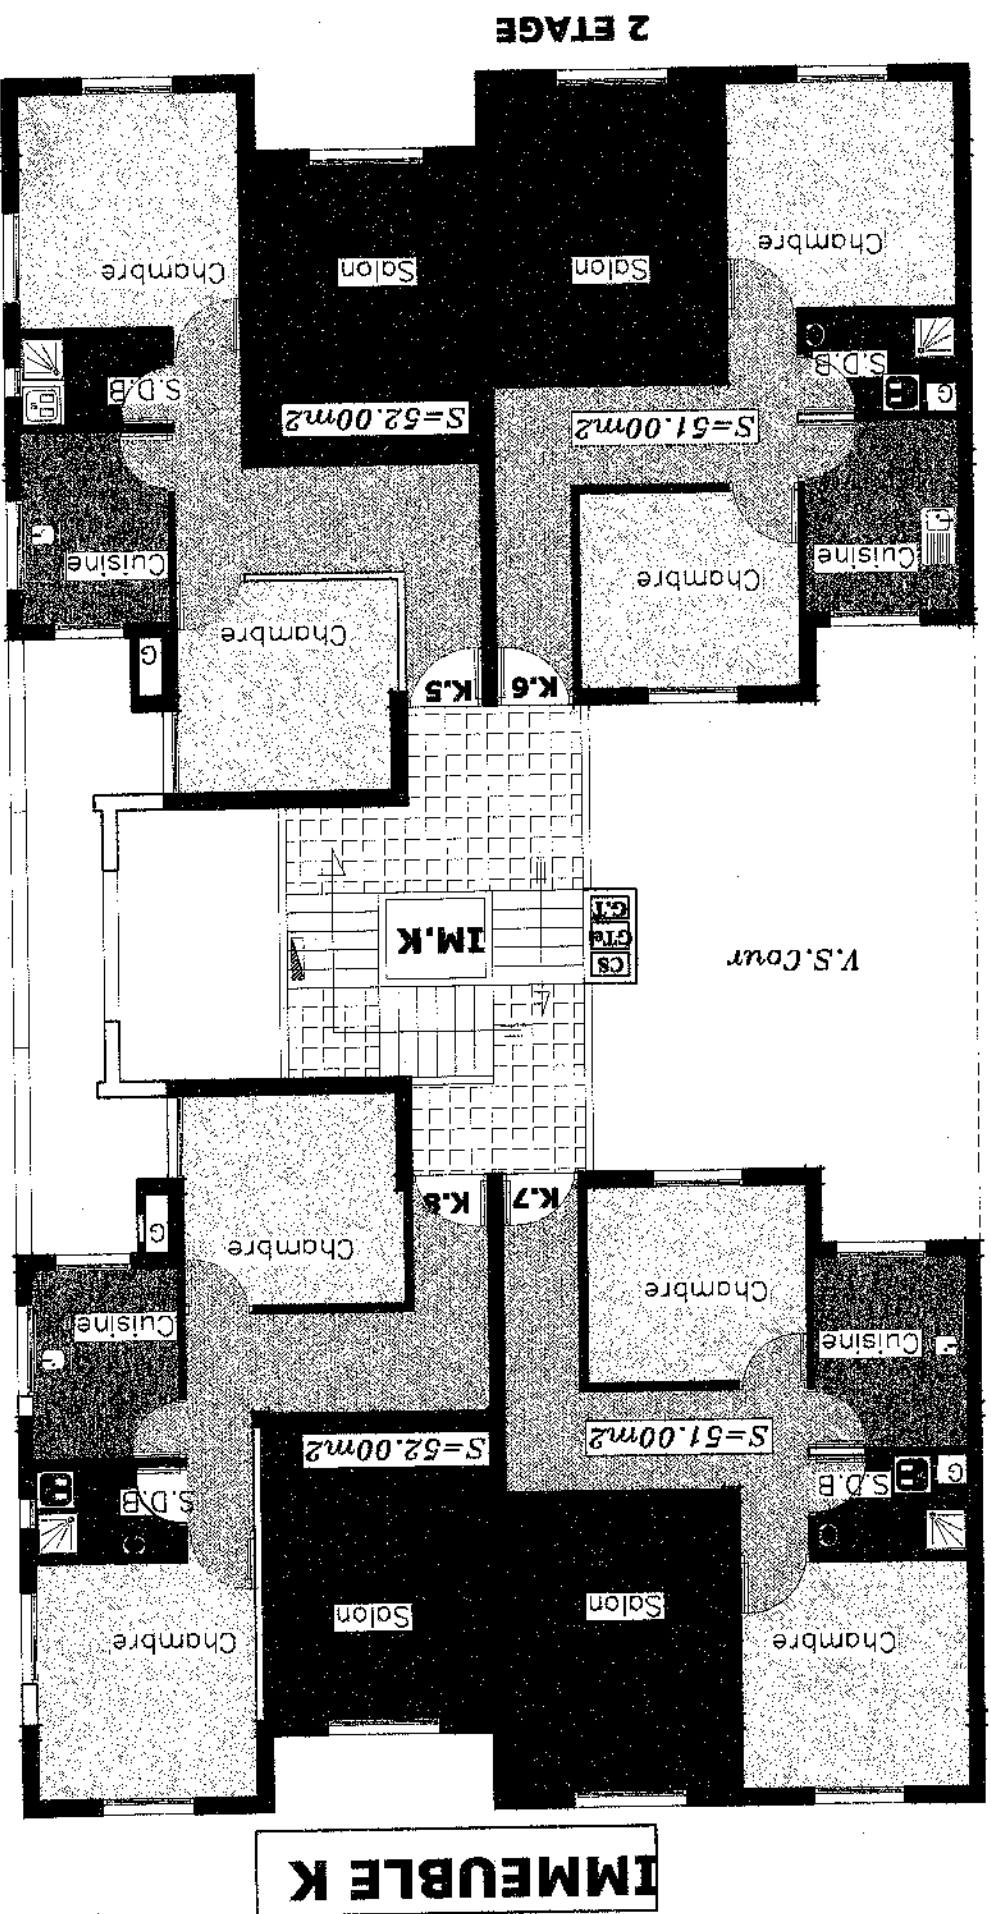 IMMEUBLE K
Chambre
Salon
Salon
Chambre
S.D.B
G
S.D.B
S=51.00m2
S=52.00m2
Cuisine
Chambre
Chambre
Cuisine
G
K.7
K.8
V.S.Cour
CS
GTel
G.T
IM.K
K.6
K.5
G
Cuisine
Chambre
Chambre
Cuisine
S=51.00m2
S=52.00m2
G
S.D.B
S.D.B
Salon
Salon
Chambre
Chambre
2 ETAGE